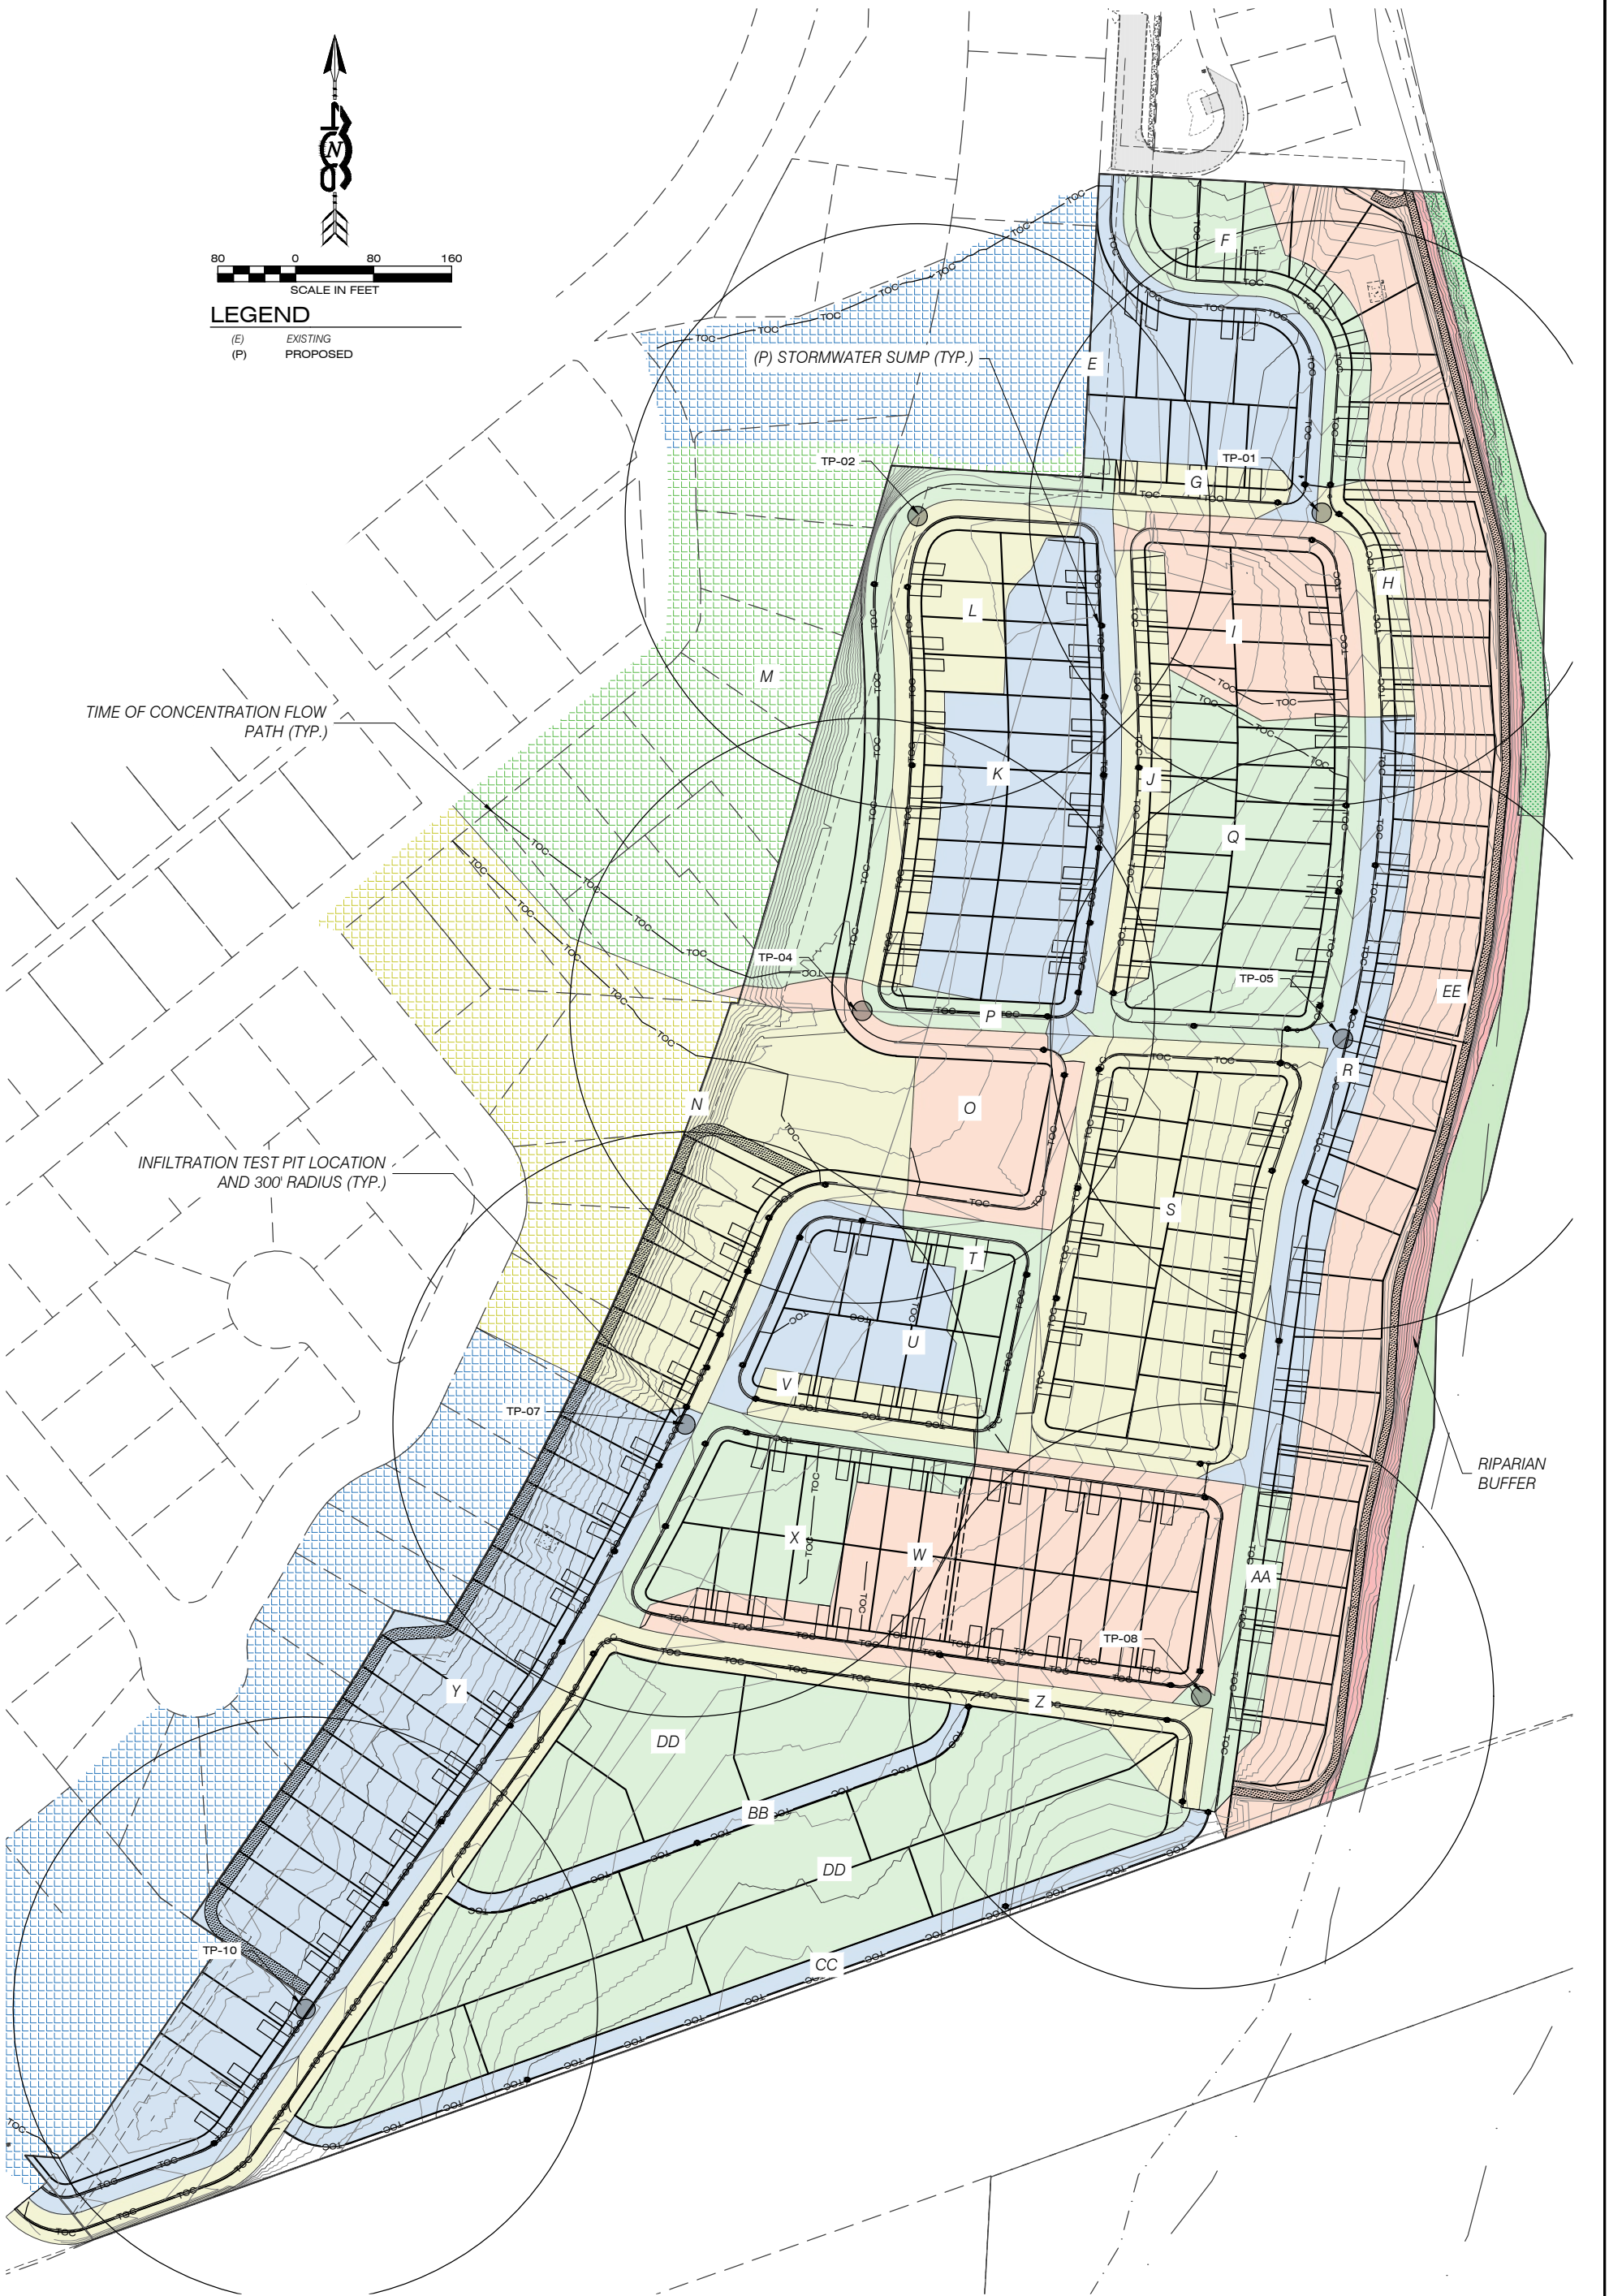 N
80 0 80 160
SCALE IN FEET
LEGEND
(E) EXISTING
(P) PROPOSED
TOC
F
(P) STORMWATER SUMP (TYP.)
E
TP-02
TP-01
G
H
L
I
M
TIME OF CONCENTRATION FLOW
PATH (TYP.)
K
J
Q
TP-04
TP-05
EE
P
R
N
O
INFILTRATION TEST PIT LOCATION
AND 300' RADIUS (TYP.)
S
T
U
V
TP-07
RIPARIAN
BUFFER
X
W
AA
TP-08
Y
Z
DD
BB
DD
TP-10
CC